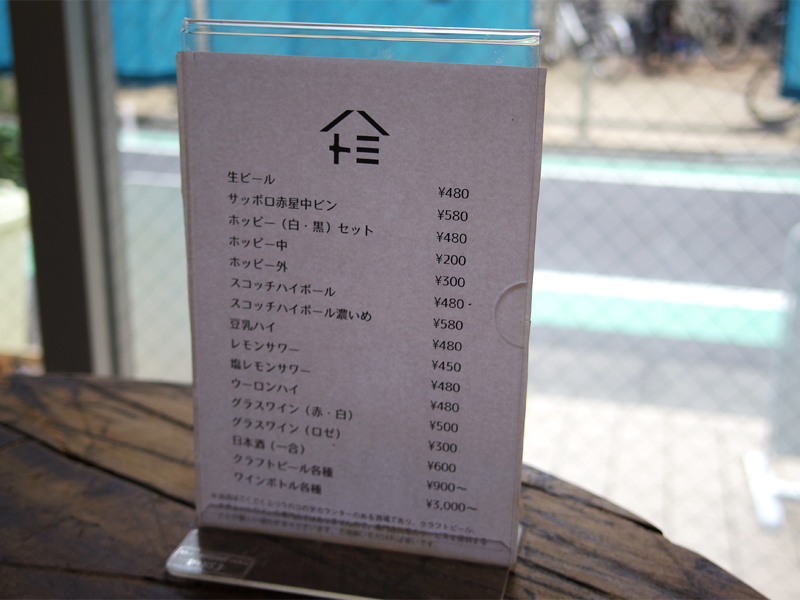 生ビール ¥480
サッポロ赤星中ビン ¥580
ホッピー（白・黒）セット ¥480
ホッピー中 ¥200
ホッピー外 ¥300
スコッチハイボール ¥480
スコッチハイボール濃いめ ¥580
豆乳ハイ ¥480
レモンサワー ¥450
塩レモンサワー ¥480
ウーロンハイ ¥480
グラスワイン（赤・白） ¥500
グラスワイン（ロゼ） ¥300
日本酒（一合） ¥600
クラフトビール各種 ¥900～
ワインボトル各種 ¥3,000～